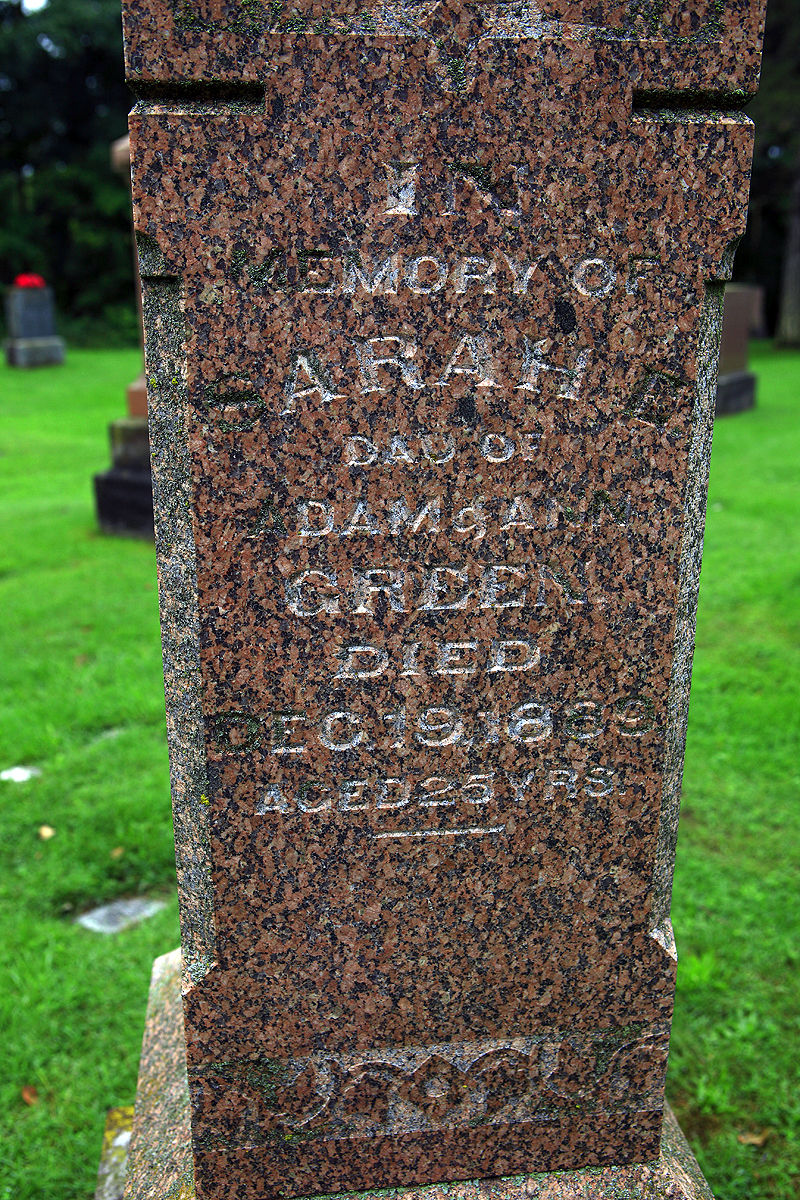 IN
MEMORY OF
SARAH A.
DAU OF
ADAM & ANN
GREEN
DIED
DEC. 19, 1889
AGED 25 YRS.